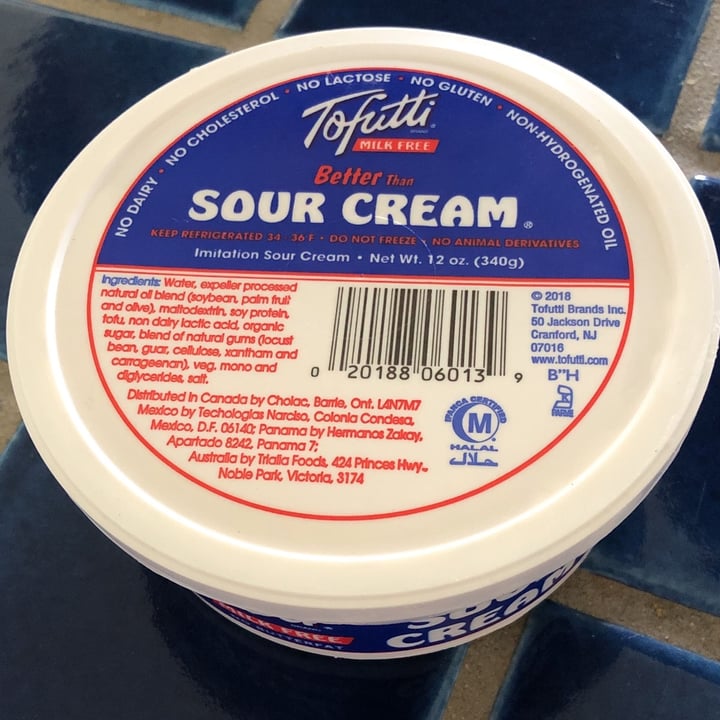 NO DAIRY • NO CHOLESTEROL • NO LACTOSE • NO GLUTEN • NON-HYDROGENATED OIL
Tofutti
BRAND
®
MILK FREE
Better Than
SOUR CREAM®
KEEP REFRIGERATED 34 - 36 F • DO NOT FREEZE • NO ANIMAL DERIVATIVES
Imitation Sour Cream • Net Wt. 12 oz. (340g)
Ingredients: Water, expeller processed
natural oil blend (soybean, palm fruit
and olive), maltodextrin, soy protein,
tofu, non dairy lactic acid, organic
sugar, blend of natural gums (locust
bean, guar, cellulose, xantham and
carrageenan), veg. mono and
diglycerides, salt.
0 20188 06013 9
© 2018
Tofutti Brands Inc.
50 Jackson Drive
Cranford, NJ
07016
www.tofutti.com
B"H
K
PARVE
Distributed in Canada by Cholac, Barrie, Ont. L4N7M7
Mexico by Techologias Narciso, Colonia Condesa,
Mexico, D.F. 06140; Panama by Hermanos Zakay,
Apartado 8242, Panama 7;
Australia by Trialia Foods, 424 Princes Hwy.,
Noble Park, Victoria, 3174
CERTIFIED
M
HALAL
حلال
MILK FREE
BUTTERFAT
SOUR
CREAM